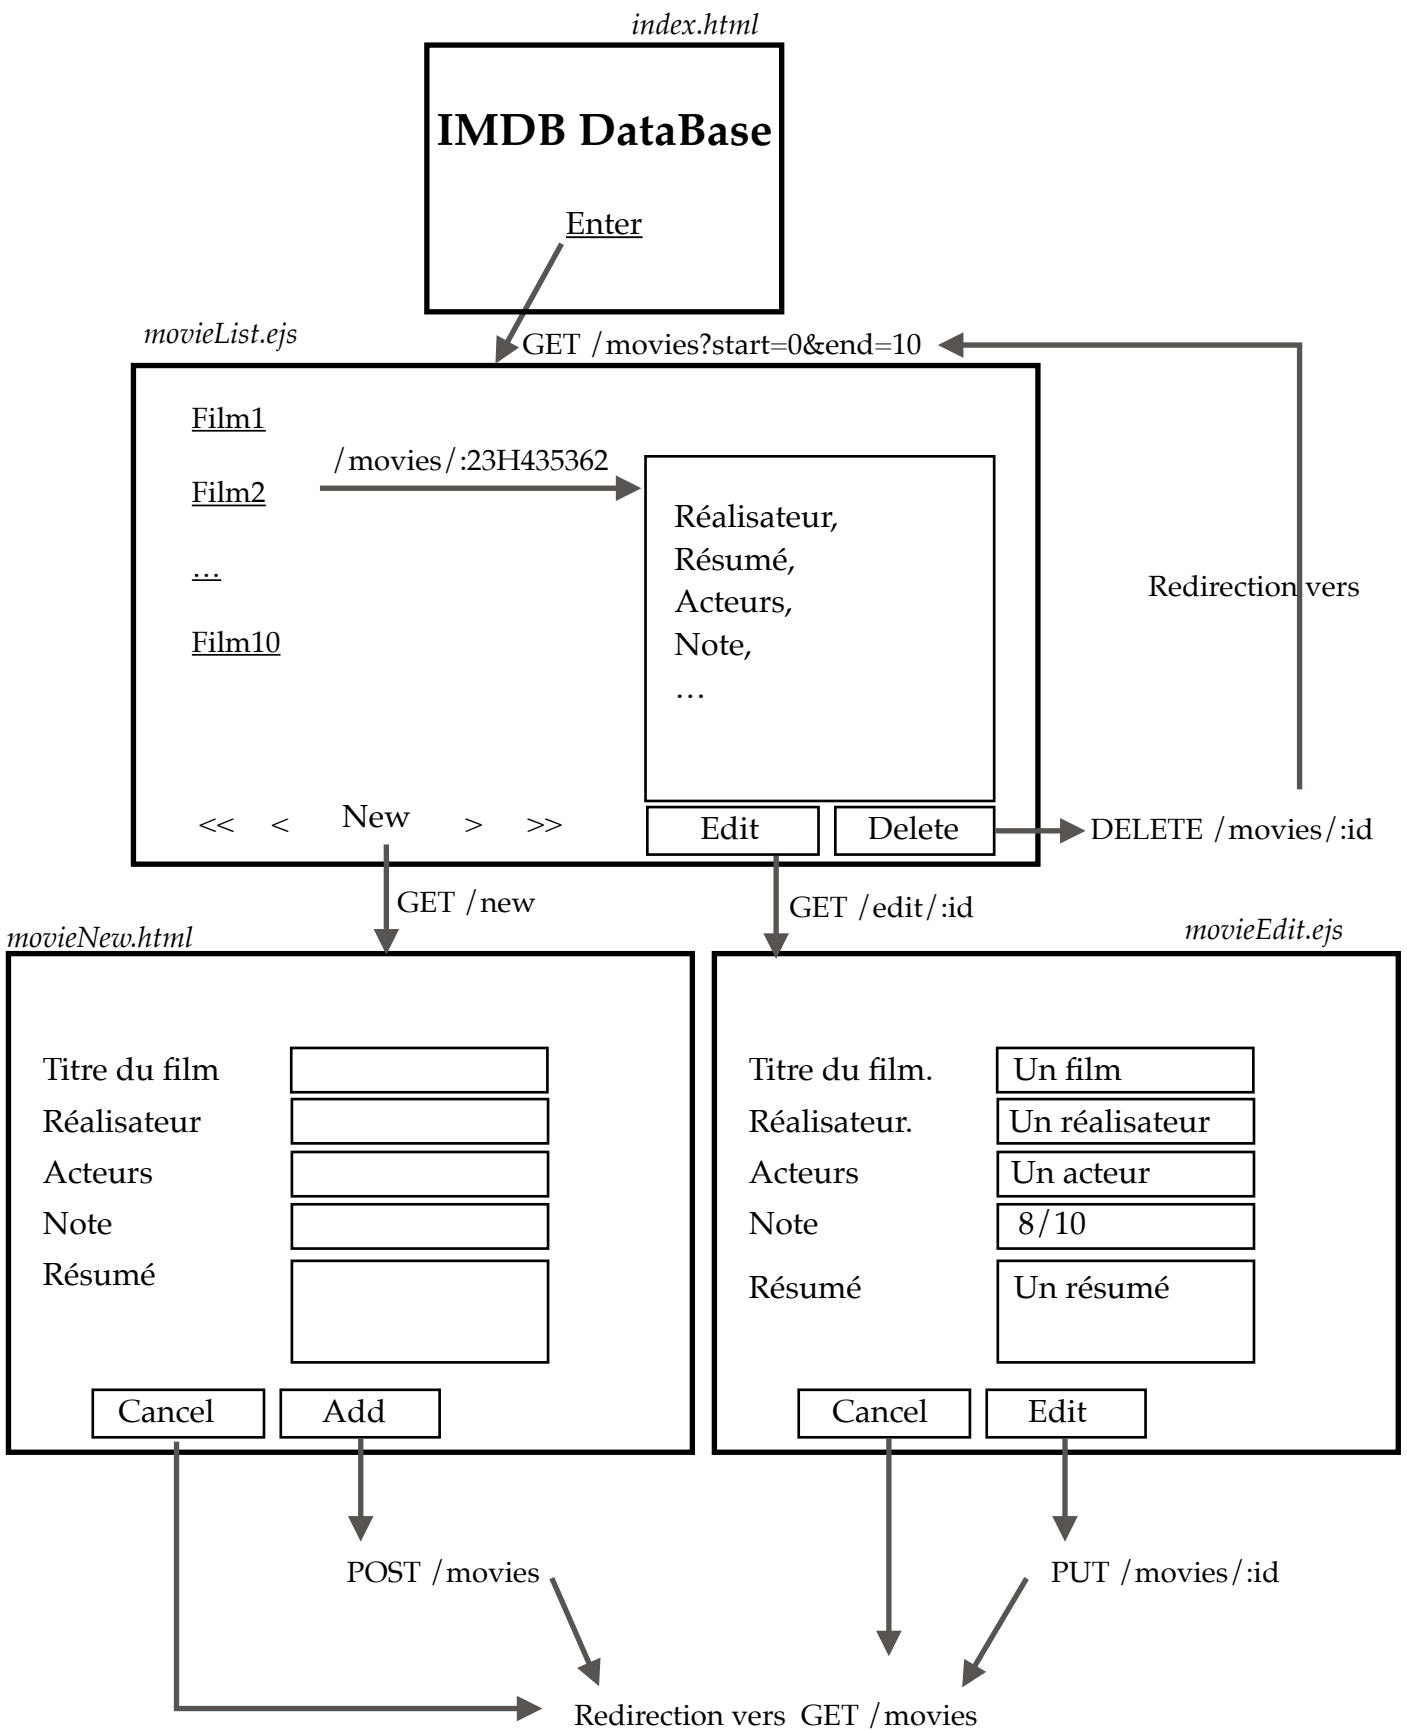 index.html
IMDB DataBase
Enter
movieList.ejs
GET /movies?start=0&end=10
Film1
/movies/:23H435362
Film2
...
Film10
Réalisateur,
Résumé,
Acteurs,
Note,
...
Redirection vers
<< < New > >>
Edit
Delete
DELETE /movies/:id
GET /new
GET /edit/:id
movieNew.html
Titre du film
Réalisateur
Acteurs
Note
Résumé
Cancel
Add
movieEdit.ejs
Titre du film. Un film
Réalisateur. Un réalisateur
Acteurs Un acteur
Note 8/10
Résumé Un résumé
Cancel
Edit
POST /movies
PUT /movies/:id
Redirection vers GET /movies